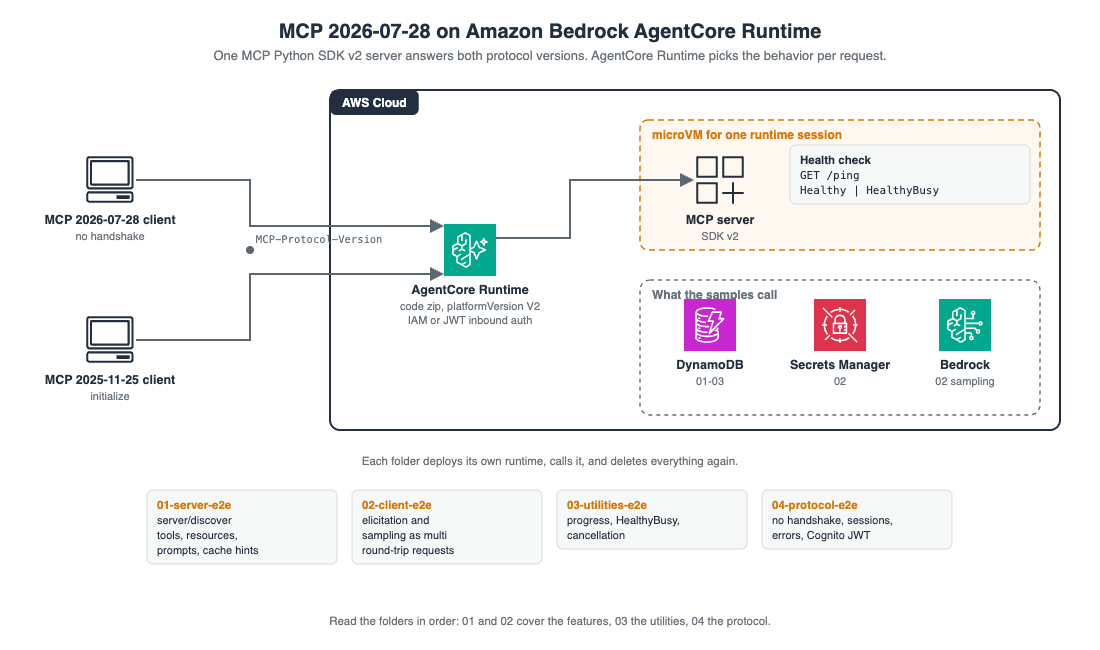 MCP 2026-07-28 on Amazon Bedrock AgentCore Runtime
One MCP Python SDK v2 server answers both protocol versions. AgentCore Runtime picks the behavior per request.
AWS Cloud
microVM for one runtime session
Health check
GET /ping
Healthy | HealthyBusy
MCP server
SDK v2
MCP 2026-07-28 client
no handshake
MCP-Protocol-Version
AgentCore Runtime
code zip, platformVersion V2
IAM or JWT inbound auth
What the samples call
DynamoDB
01-03
Secrets Manager
02
Bedrock
02 sampling
MCP 2025-11-25 client
initialize
Each folder deploys its own runtime, calls it, and deletes everything again.
01-server-e2e
server/discover
tools, resources,
prompts, cache hints
02-client-e2e
elicitation and
sampling as multi
round-trip requests
03-utilities-e2e
progress, HealthyBusy,
cancellation
04-protocol-e2e
no handshake, sessions,
errors, Cognito JWT
Read the folders in order: 01 and 02 cover the features, 03 the utilities, 04 the protocol.